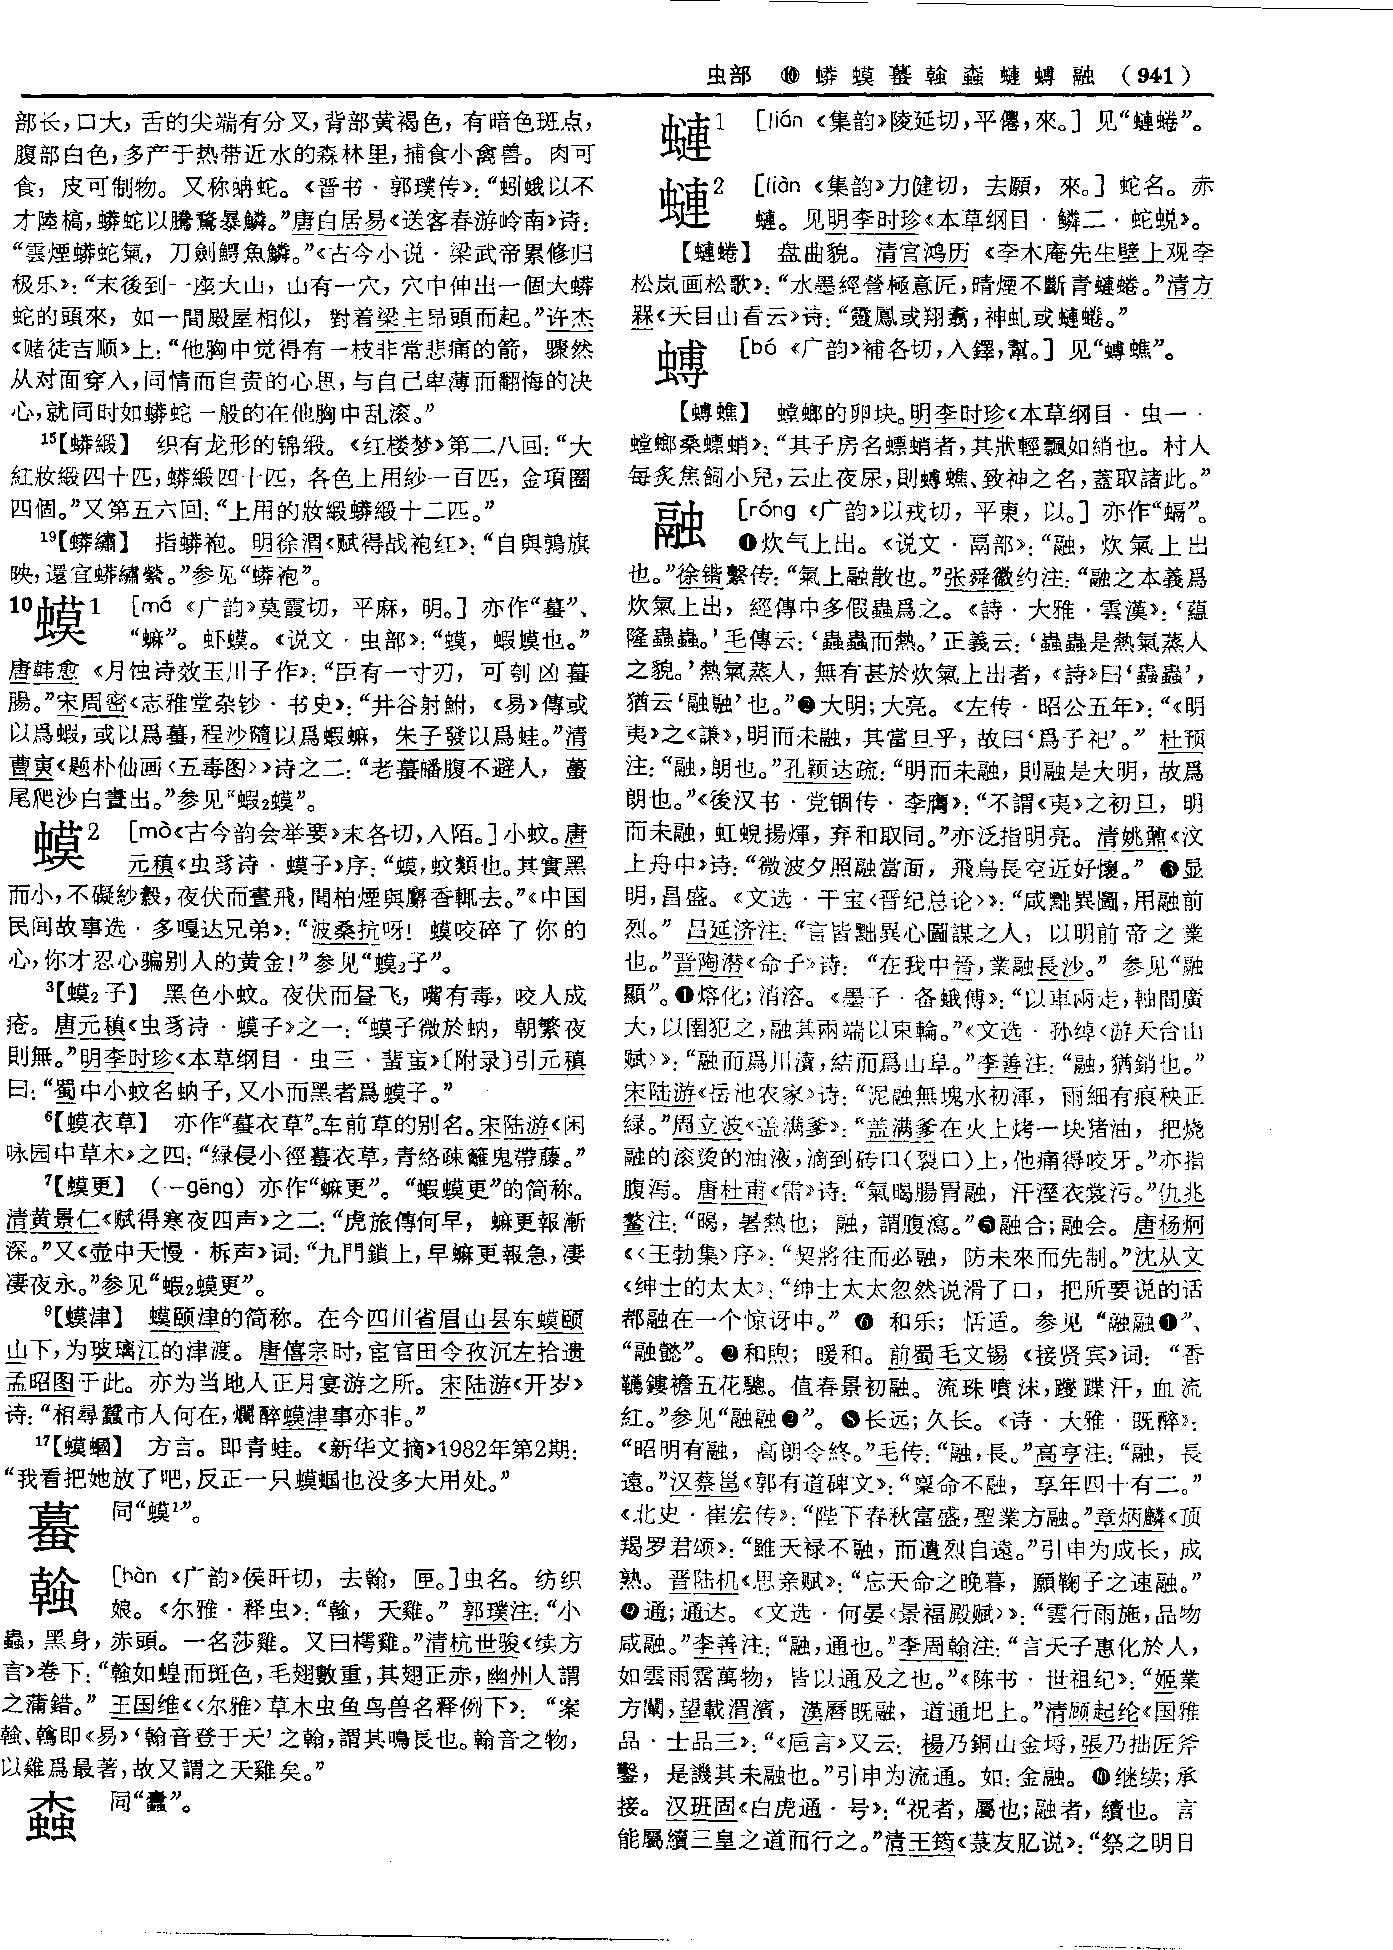 虫部 ⑩ 蟒 蟆 蟇 螒 螙 𧐖 䗚 融 （941）
部长，口大，舌的尖端有分叉，背部黄褐色，有暗色斑点，
腹部白色，多产于热带近水的森林里，捕食小禽兽。肉可
食，皮可制物。又称蚺蛇。《晋书·郭璞传》：“蚓蛾以不
才陸槁，蟒蛇以騰騖暴鱗。”唐白居易《送客春游岭南》诗：
“雲煙蟒蛇氣，刀劍鰐魚鱗。”《古今小说·梁武帝累修归
极乐》：“末後到一座大山，山有一穴，穴中伸出一個大蟒
蛇的頭來，如一間殿屋相似，對着梁主昂頭而起。”许杰
《赌徒吉顺》上：“他胸中觉得有一枝非常悲痛的箭，骤然
从对面穿入，同情而自责的心思，与自己卑薄而翻悔的决
心，就同时如蟒蛇一般的在他胸中乱滚。”
15【蟒緞】 织有龙形的锦缎。《红楼梦》第二八回：“大
紅妝緞四十匹，蟒緞四十匹，各色上用紗一百匹，金項圈
四個。”又第五六回：“上用的妝緞蟒緞十二匹。”
19【蟒繡】 指蟒袍。明徐渭《赋得战袍红》：“自與鶉旗
映，還宜蟒繡縈。”参见“蟒袍”。
10 蟆1 ［má 《广韵》莫霞切，平麻，明。］亦作“蟇”、
“䗫”。虾蟆。《说文·虫部》：“蟆，蝦蟆也。”
唐韩愈《月蚀诗效玉川子作》：“臣有一寸刃，可刳凶蟇
腸。”宋周密《志雅堂杂钞·书史》：“井谷射鮒，《易》傳或
以爲蝦，或以爲蟇，程沙隨以爲蝦䗫，朱子發以爲蛙。”清
曹寅《题朴仙画〈五毒图〉》诗之二：“老蟇皤腹不避人，蠆
尾爬沙白晝出。”参见“蝦2蟆”。
蟆2 ［mò《古今韵会举要》末各切，入陌。］小蚊。唐
元稹《虫豸诗·蟆子》序：“蟆，蚊類也。其實黑
而小，不礙紗縠，夜伏而晝飛，聞柏煙與麝香輒去。”《中国
民间故事选·多嘎达兄弟》：“波桑抗呀！蟆咬碎了你的
心，你才忍心骗别人的黄金！”参见“蟆2子”。
3【蟆2子】 黑色小蚊。夜伏而昼飞，嘴有毒，咬人成
疮。唐元稹《虫豸诗·蟆子》之一：“蟆子微於蚋，朝繁夜
則無。”明李时珍《本草纲目·虫三·蜚蝱》〔附录〕引元稹
曰：“蜀中小蚊名蚋子，又小而黑者爲蟆子。”
6【蟆衣草】 亦作“蟇衣草”。车前草的别名。宋陆游《闲
咏园中草木》之四：“緑侵小徑蟇衣草，青絡疎籬鬼帶藤。”
7【蟆更】 （—gēng）亦作“䗫更”。“蝦蟆更”的简称。
清黄景仁《赋得寒夜四声》之二：“虎旅傳何早，䗫更報漸
深。”又《壶中天慢·柝声》词：“九門鎖上，早䗫更報急，凄
凄夜永。”参见“蝦2蟆更”。
9【蟆津】 蟆颐津的简称。在今四川省眉山县东蟆颐
山下，为玻璃江的津渡。唐僖宗时，宦官田令孜沉左拾遗
孟昭图于此。亦为当地人正月宴游之所。宋陆游《开岁》
诗：“相尋蠶市人何在，爛醉蟆津事亦非。”
17【蟆蟈】 方言。即青蛙。《新华文摘》1982年第2期：
“我看把她放了吧，反正一只蟆蝈也没多大用处。”
蟇 同“蟆1”。
螒 ［hàn 《广韵》侯旰切，去翰，匣。］虫名。纺织
娘。《尔雅·释虫》：“螒，天雞。”郭璞注：“小
蟲，黑身，赤頭。一名莎雞。又曰樗雞。”清杭世骏《续方
言》卷下：“螒如蝗而斑色，毛翅數重，其翅正赤，幽州人謂
之蒲錯。”王国维《〈尔雅〉草木虫鱼鸟兽名释例下》：“案
螒、鶾即《易》‘翰音登于天’之翰，謂其鳴長也。翰音之物，
以雞爲最著，故又謂之天雞矣。”
螙 同“蠹”。
𧐖1 ［lián 《集韵》陵延切，平僊，來。］见“𧐖蜷”。
𧐖2 ［liàn 《集韵》力健切，去願，來。］蛇名。赤
𧐖。见明李时珍《本草纲目·鳞二·蛇蜕》。
【𧐖蜷】 盘曲貌。清宫鸿历《李木庵先生壁上观李
松岚画松歌》：“水墨經營極意匠，晴煙不斷青𧐖蜷。”清方
《天目山看云》诗：“靈鳳或翔翥，神虬或𧐖蜷。”
䗚 ［bó 《广韵》補各切，入鐸，幫。］见“䗚蟭”。
【䗚蟭】 螳螂的卵块。明李时珍《本草纲目·虫一·
螳螂桑螵蛸》：“其子房名螵蛸者，其狀輕飄如綃也。村人
每炙焦飼小兒，云止夜尿，則䗚蟭、致神之名，蓋取諸此。”
融 ［róng 《广韵》以戎切，平東，以。］亦作“螎”。
❶炊气上出。《说文·鬲部》：“融，炊氣上出
也。”徐锴繫传：“氣上融散也。”张舜徽约注：“融之本義爲
炊氣上出，經傳中多假蟲爲之。《詩·大雅·雲漢》：‘蘊
隆蟲蟲。’毛傳云：‘蟲蟲而熱。’正義云：‘蟲蟲是熱氣蒸人
之貌。’熱氣蒸人，無有甚於炊氣上出者，《詩》曰‘蟲蟲’，
猶云‘融融’也。”❷大明；大亮。《左传·昭公五年》：“《明
夷》之《謙》，明而未融，其當旦乎，故曰‘爲子祀’。”杜预
注：“融，朗也。”孔颖达疏：“明而未融，則融是大明，故爲
朗也。”《後汉书·党锢传·李膺》：“不謂《夷》之初旦，明
而未融，虹蜺揚煇，弃和取同。”亦泛指明亮。清姚鼐《汶
上舟中》诗：“微波夕照融當面，飛鳥長空近好懷。”❸显
明，昌盛。《文选·干宝〈晋纪总论〉》：“咸黜異圖，用融前
烈。”吕延济注：“言皆黜異心圖謀之人，以明前帝之業
也。”晋陶潜《命子》诗：“在我中晉，業融長沙。”参见“融
顯”。❹熔化；消溶。《墨子·备蛾傅》：“以車兩走，軸間廣
大，以圉犯之，融其兩端以束輪。”《文选·孙绰〈游天台山
赋〉》：“融而爲川瀆，結而爲山阜。”李善注：“融，猶銷也。”
宋陆游《岳池农家》诗：“泥融無塊水初渾，雨細有痕秧正
緑。”周立波《盖满爹》：“盖满爹在火上烤一块猪油，把烧
融的滚烫的油液，滴到砖口（裂口）上，他痛得咬牙。”亦指
腹泻。唐杜甫《雷》诗：“氣暍腸胃融，汗溼衣裳污。”仇兆
鳌注：“暍，暑熱也；融，謂腹瀉。”❺融合；融会。唐杨炯
《〈王勃集〉序》：“契將往而必融，防未來而先制。”沈从文
《绅士的太太》：“绅士太太忽然说滑了口，把所要说的话
都融在一个惊讶中。”❻和乐；恬适。参见“融融❶”、
“融懿”。❼和煦；暖和。前蜀毛文锡《接贤宾》词：“香
韉鏤襜五花驄。值春景初融。流珠噴沫，躞蹀汗，血流
紅。”参见“融融❷”。❽长远；久长。《诗·大雅·既醉》：
“昭明有融，高朗令終。”毛传：“融，長。”高亨注：“融，長
遠。”汉蔡邕《郭有道碑文》：“稟命不融，享年四十有二。”
《北史·崔宏传》：“陛下春秋富盛，聖業方融。”章炳麟《顶
羯罗君颂》：“雖天禄不融，而遺烈自遠。”引申为成长，成
熟。晋陆机《思亲赋》：“忘天命之晚暮，願鞠子之速融。”
❾通；通达。《文选·何晏〈景福殿赋〉》：“雲行雨施，品物
咸融。”李善注：“融，通也。”李周翰注：“言天子惠化於人，
如雲雨霑萬物，皆以通及之也。”《陈书·世祖纪》：“姬業
方闡，望載渭濱，漢曆既融，道通圯上。”清顾起纶《国雅
品·士品三》：“《巵言》又云：楊乃銅山金埒，張乃拙匠斧
鑿，是譏其未融也。”引申为流通。如：金融。❿继续；承
接。汉班固《白虎通·号》：“祝者，屬也；融者，續也。言
能屬續三皇之道而行之。”清王筠《菉友肊说》：“祭之明日